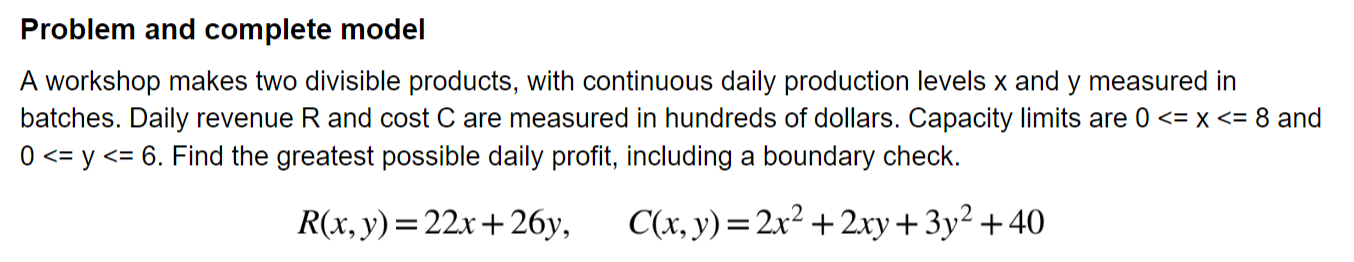 Problem and complete model
A workshop makes two divisible products, with continuous daily production levels x and y measured in
batches. Daily revenue R and cost C are measured in hundreds of dollars. Capacity limits are 0 <= x <= 8 and
0 <= y <= 6. Find the greatest possible daily profit, including a boundary check.
R(x, y) = 22x + 26y, C(x, y) = 2x² + 2xy + 3y² + 40